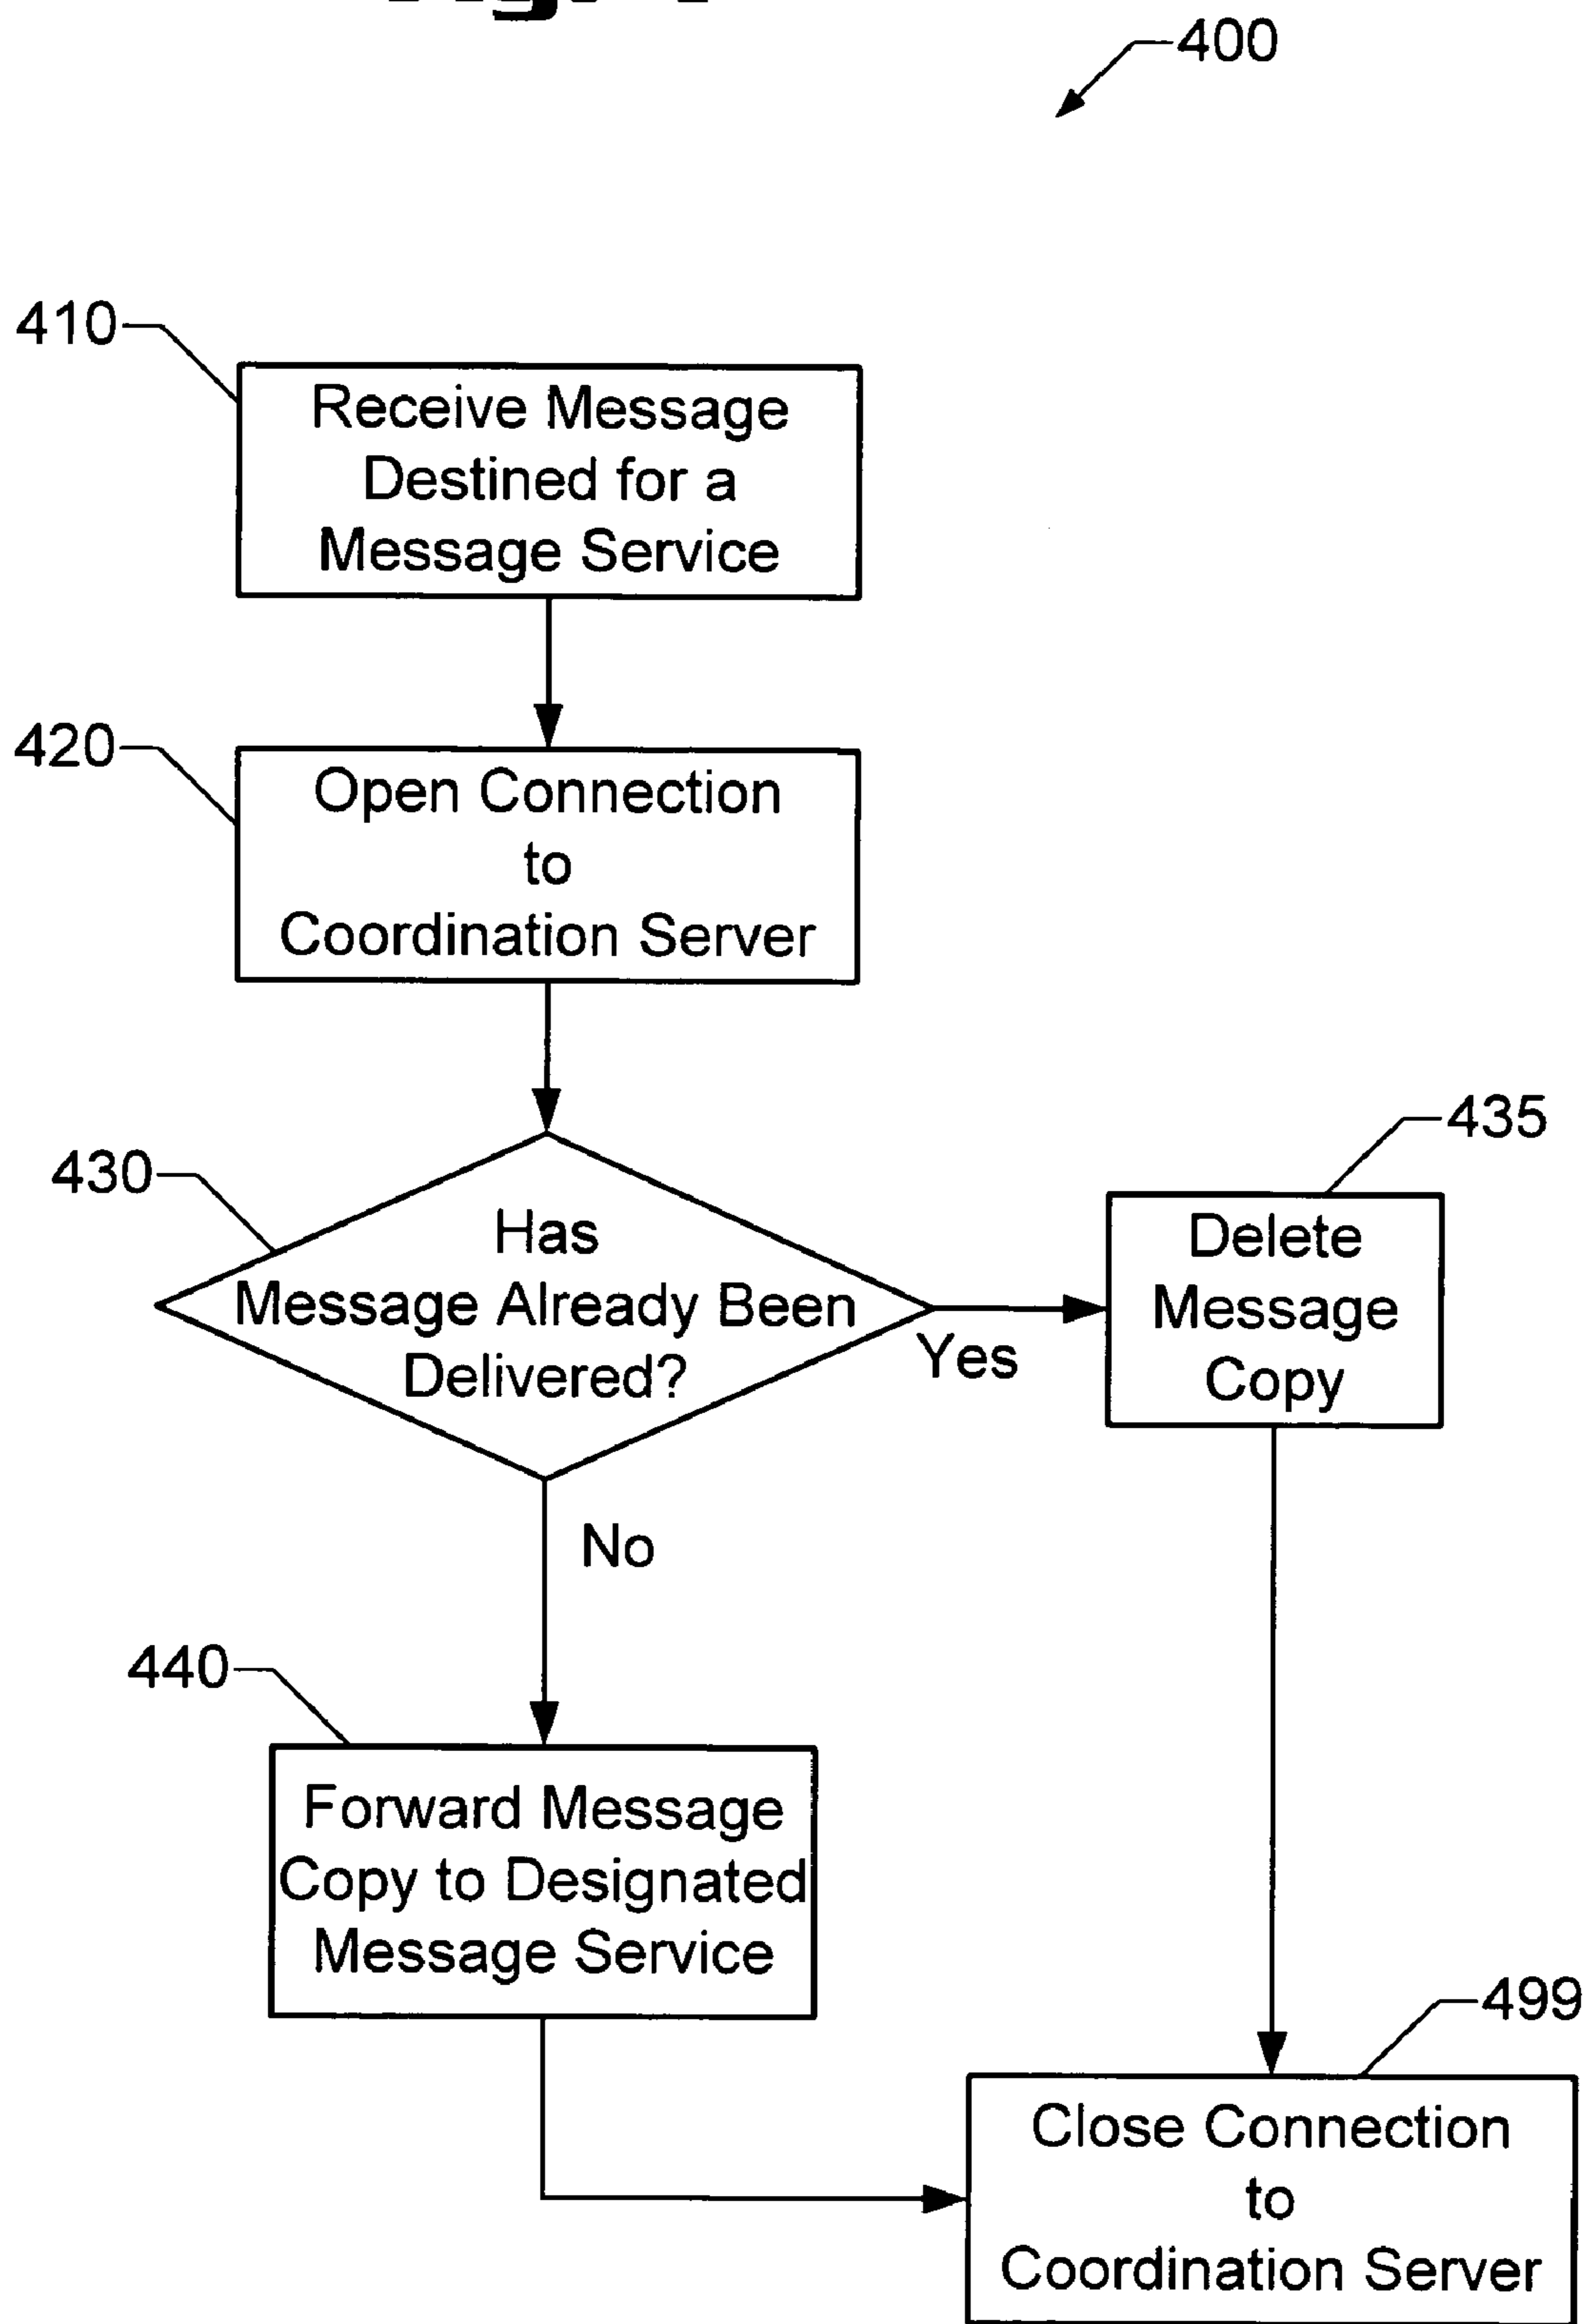 400
410
Receive Message
Destined for a
Message Service
420
Open Connection
to
Coordination Server
430
Has
Message Already Been
Delivered?
Yes
435
Delete
Message
Copy
No
440
Forward Message
Copy to Designated
Message Service
499
Close Connection
to
Coordination Server